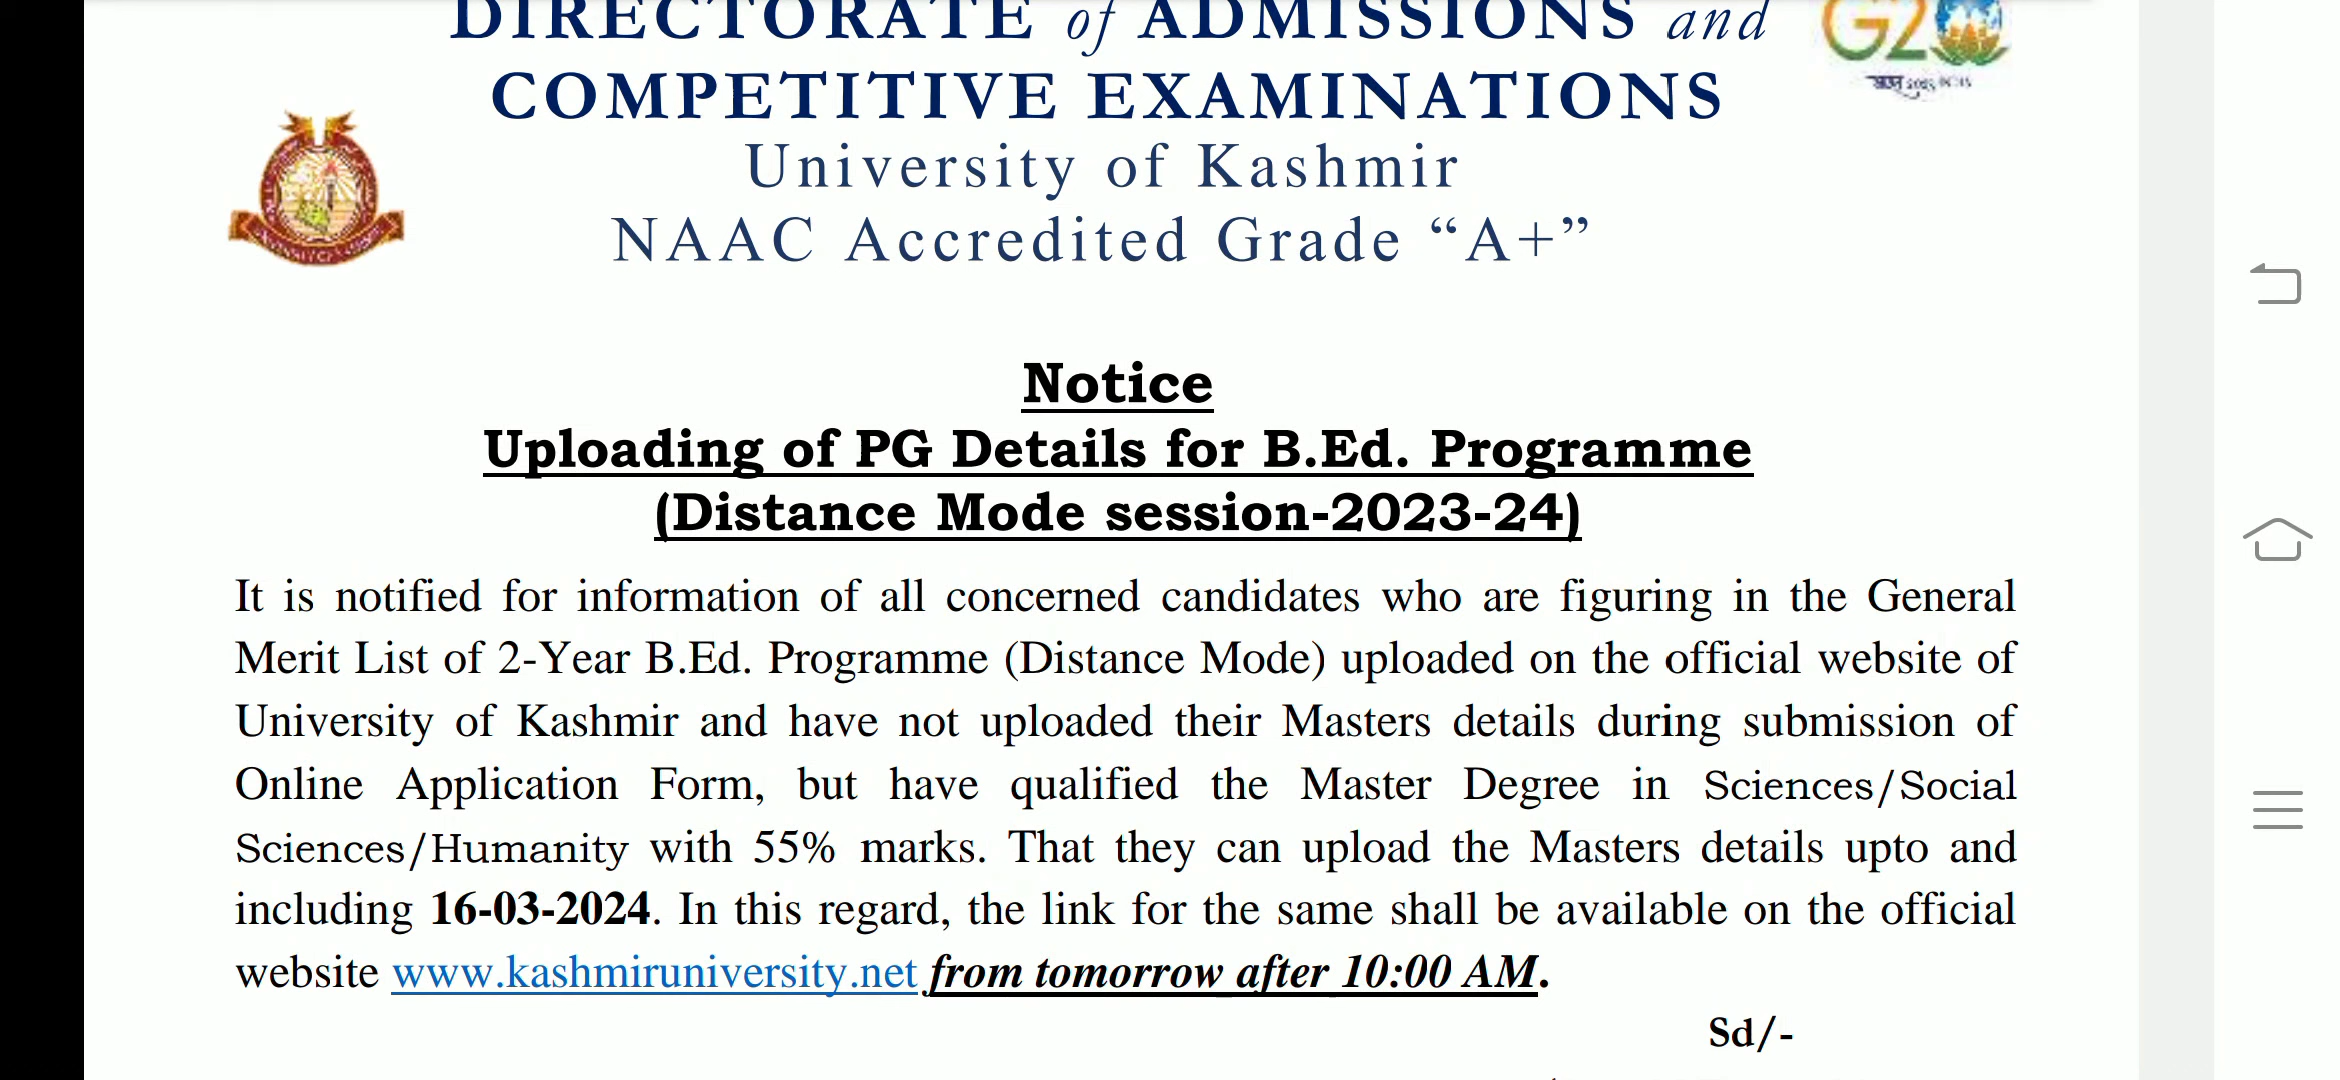 DIRECTORATE of ADMISSIONS and
COMPETITIVE EXAMINATIONS
University of Kashmir
NAAC Accredited Grade “A+”
G20
Notice
Uploading of PG Details for B.Ed. Programme
(Distance Mode session-2023-24)
It is notified for information of all concerned candidates who are figuring in the General
Merit List of 2-Year B.Ed. Programme (Distance Mode) uploaded on the official website of
University of Kashmir and have not uploaded their Masters details during submission of
Online Application Form, but have qualified the Master Degree in Sciences/Social
Sciences/Humanity with 55% marks. That they can upload the Masters details upto and
including 16-03-2024. In this regard, the link for the same shall be available on the official
website www.kashmiruniversity.net from tomorrow after 10:00 AM.
Sd/-